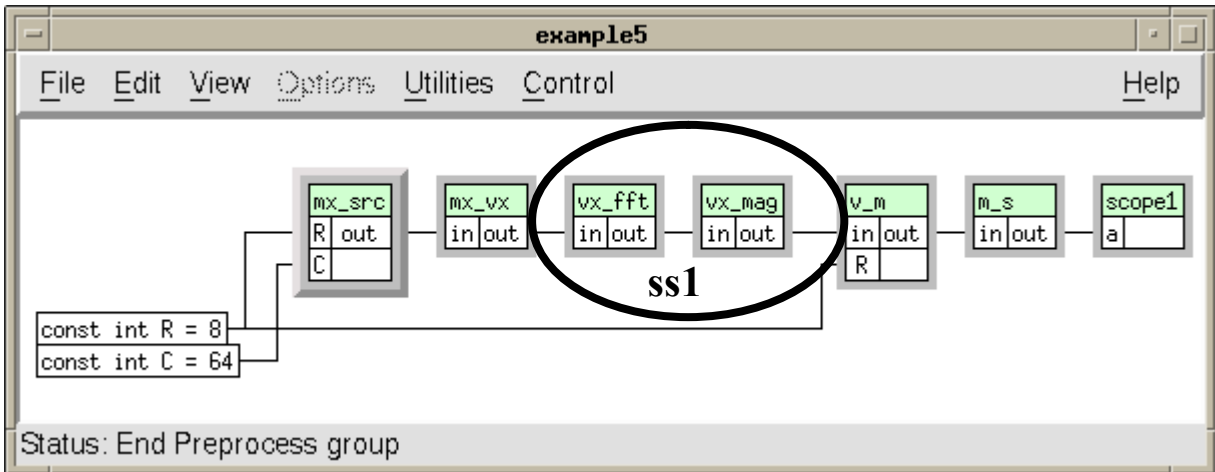 example5
File Edit View Options Utilities Control Help
mx_src mx_vx vx_fft vx_mag v_m m_s scope1
R out in out in out in out in out in out a
C R
ss1
const int R = 8
const int C = 64
Status: End Preprocess group